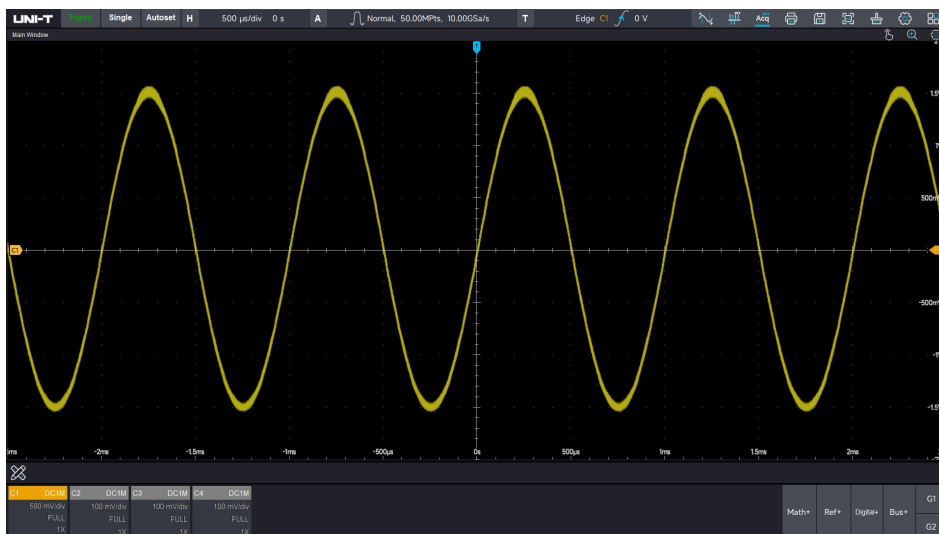 UNI-T Triged Single Autoset H 500 μs/div 0 s A Normal, 50.00MPts, 10.00GSa/s T Edge C1 0 V Acq
Main Window
T
1.5
500m
C1
-500m
-1.5
-2ms -1.5ms -1ms -500μs 0s 500μs 1ms 1.5ms 2ms
C1 DC1M C2 DC1M C3 DC1M C4 DC1M
500 mV/div 100 mV/div 100 mV/div 100 mV/div
FULL FULL FULL FULL
1X 1X 1X 1X
Math+ Ref+ Digital+ Bus+ G1
G2